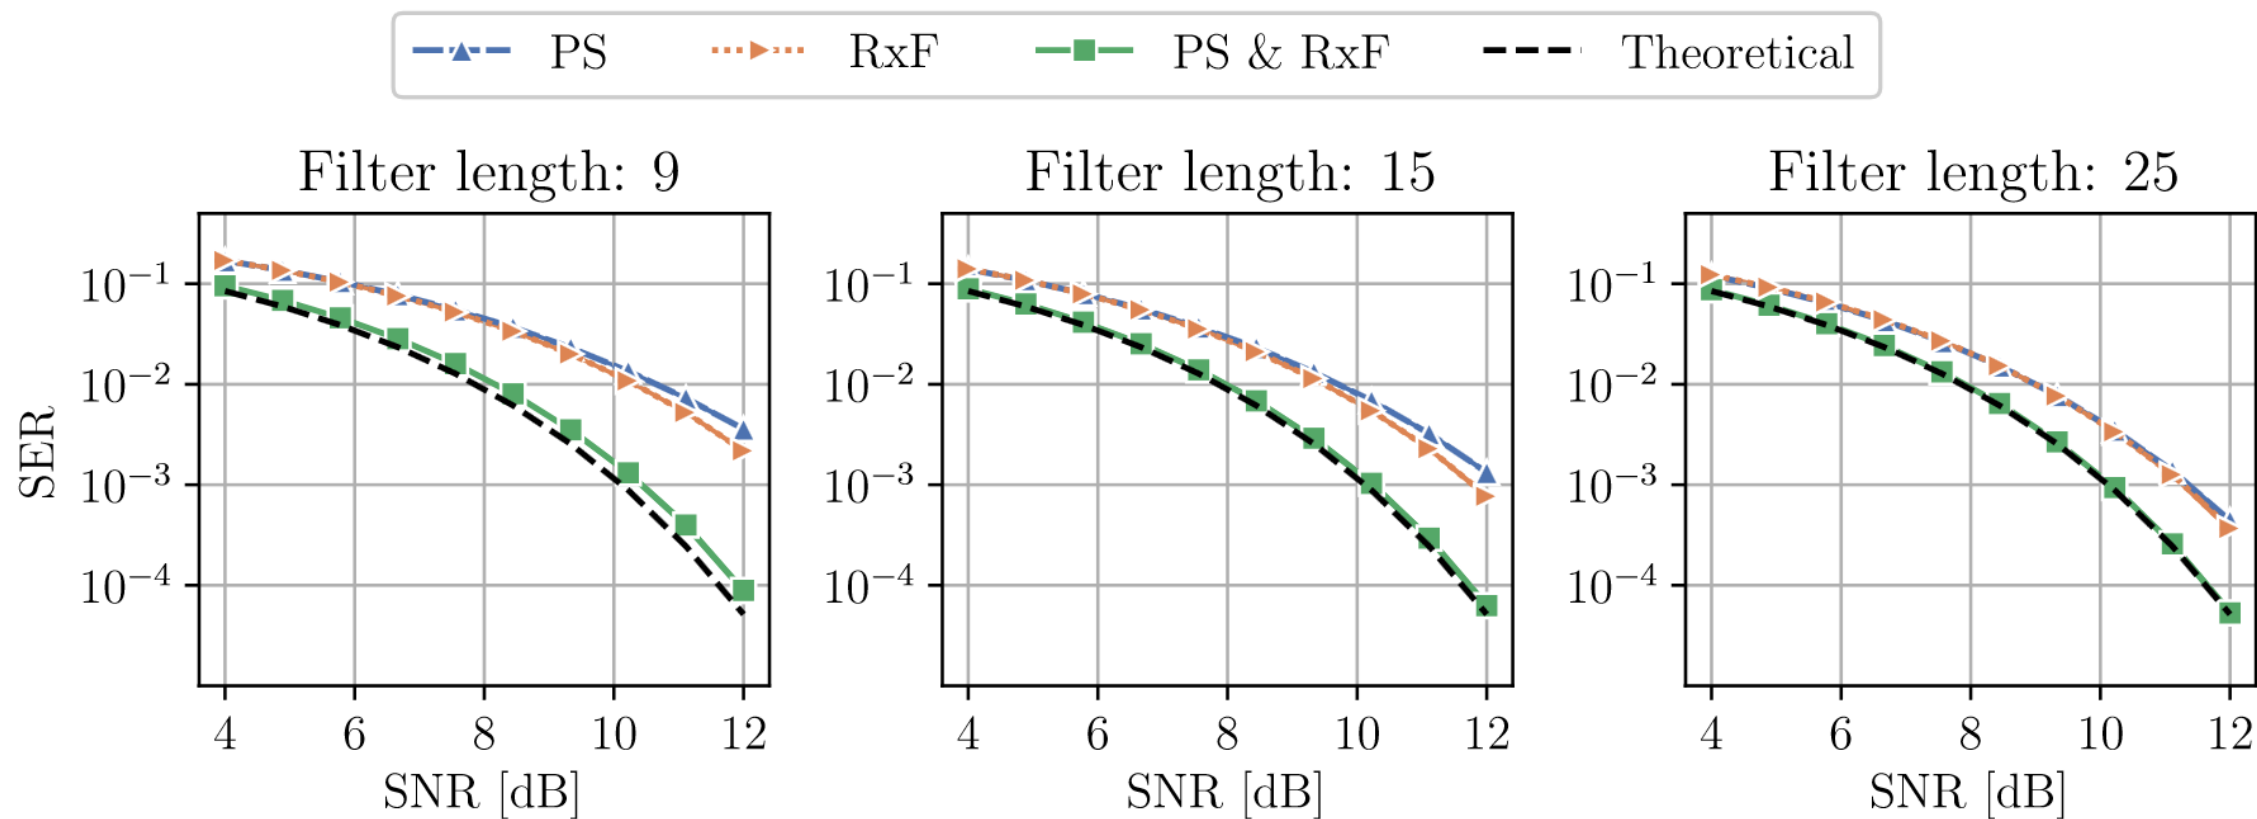 PS RxF PS & RxF Theoretical
Filter length: 9 Filter length: 15 Filter length: 25
10⁻¹ 10⁻¹ 10⁻¹
10⁻² 10⁻² 10⁻²
SER
10⁻³ 10⁻³ 10⁻³
10⁻⁴ 10⁻⁴ 10⁻⁴
4 6 8 10 12 4 6 8 10 12 4 6 8 10 12
SNR [dB] SNR [dB] SNR [dB]